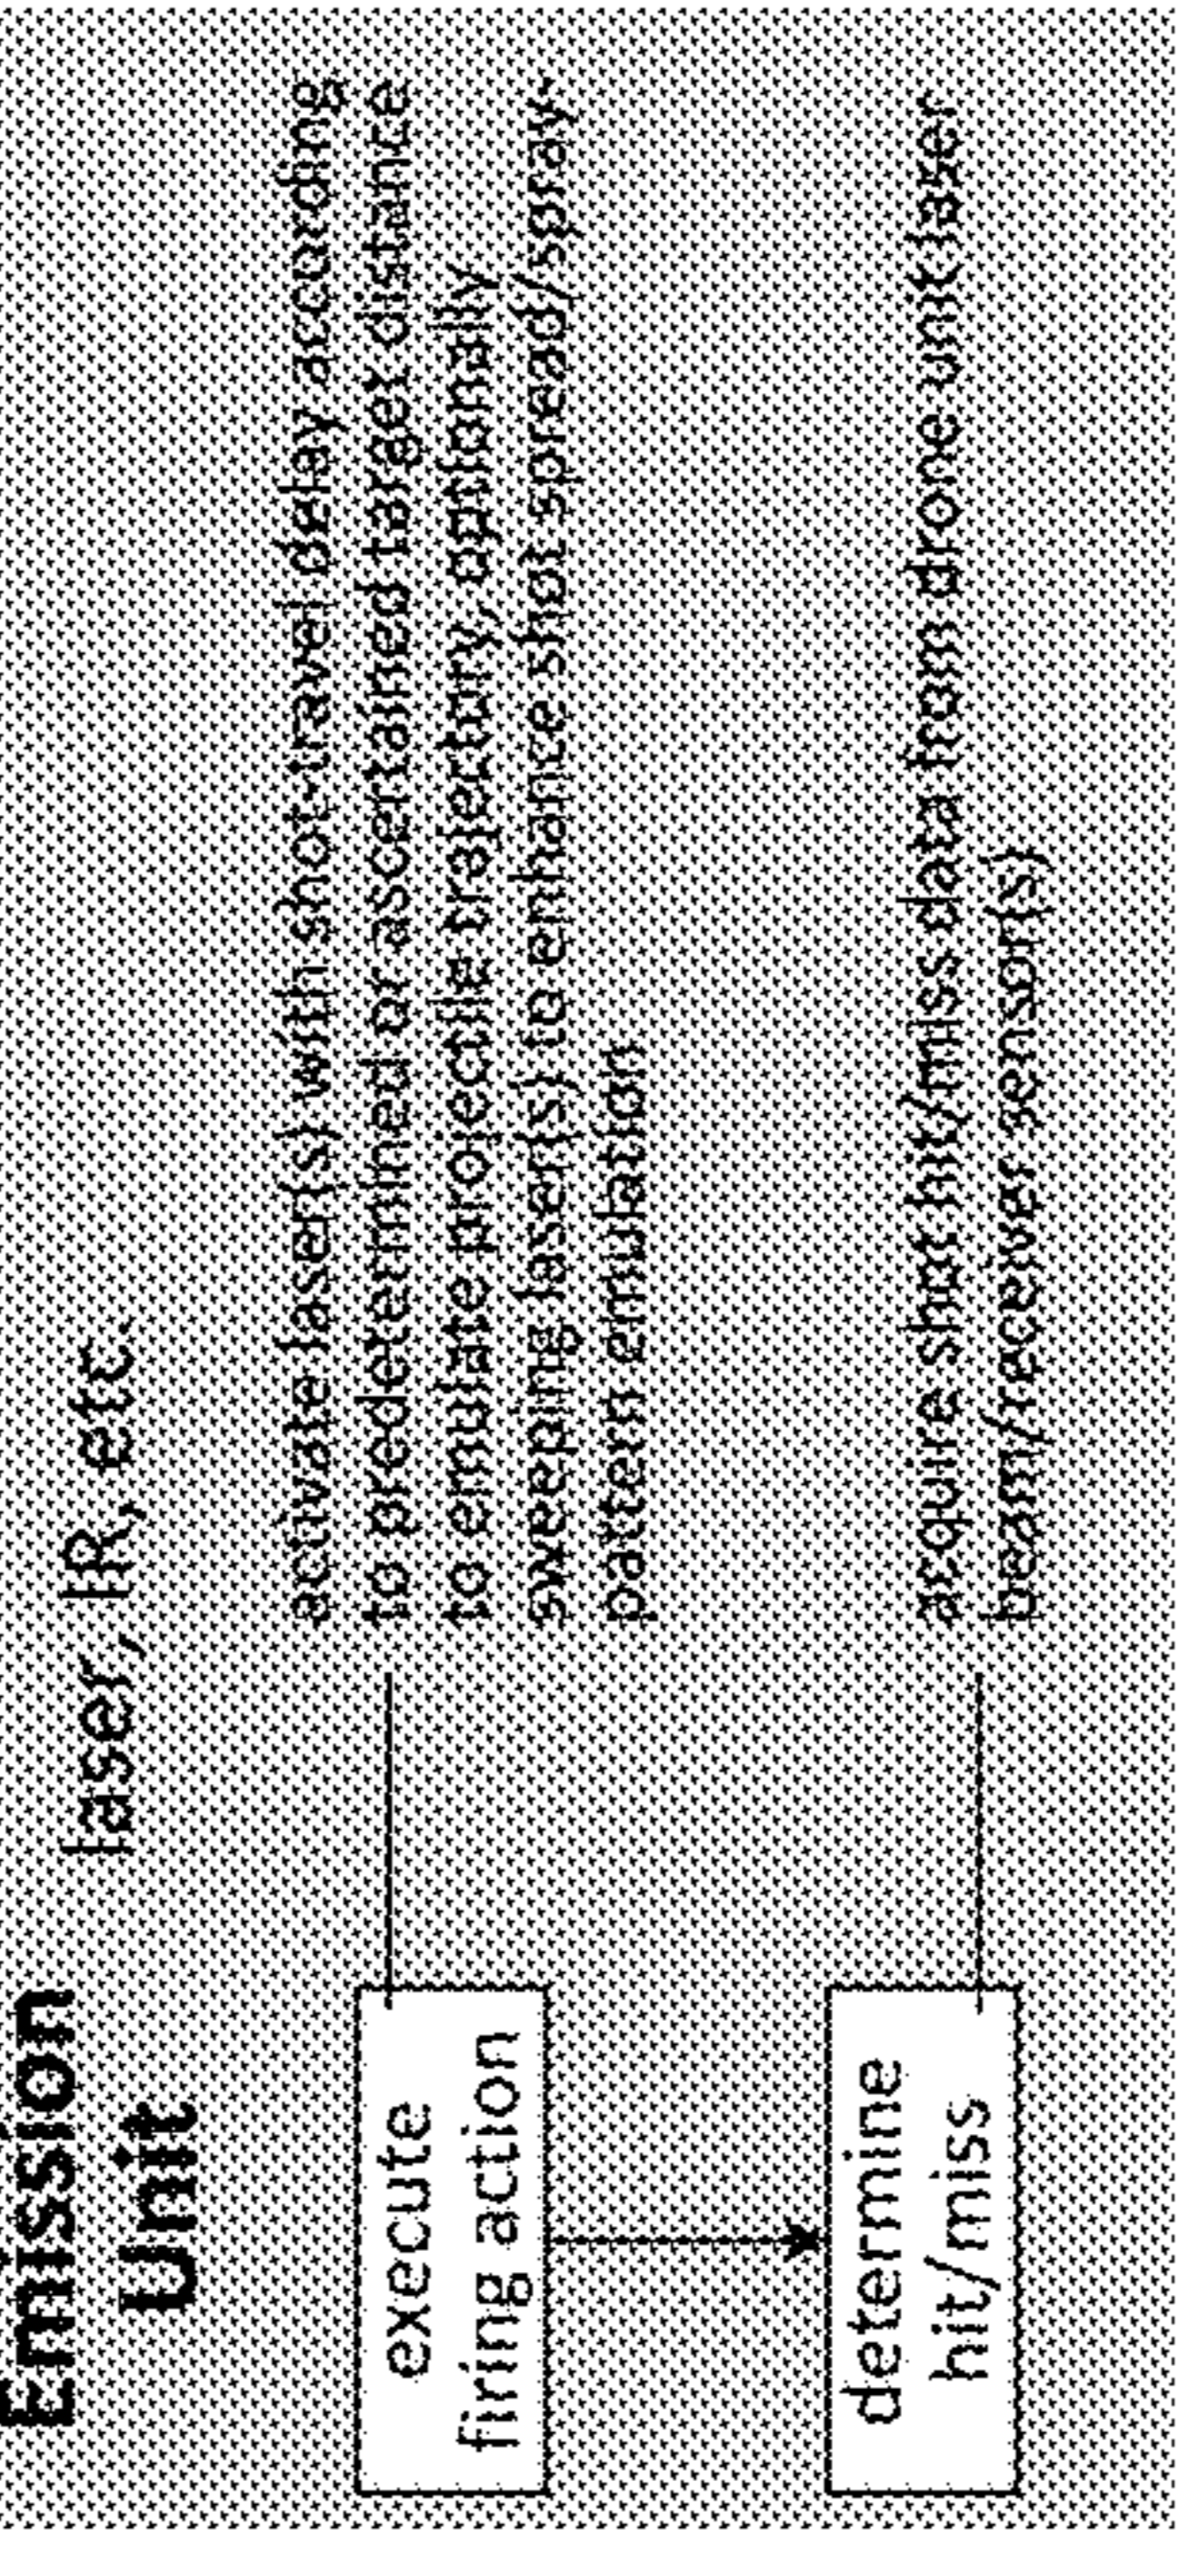 Emission
Unit
laser, IR, etc.
execute
firing action
activate laser(s) with shot-travel delay according
to predetermined or ascertained target distance
to emulate projectile trajectory, optionally
sweeping laser(s) to enhance shot spread/spray-
pattern emulation
determine
hit/miss
acquire shot hit/miss data from drone unit laser
beam/receiver sensor(s)